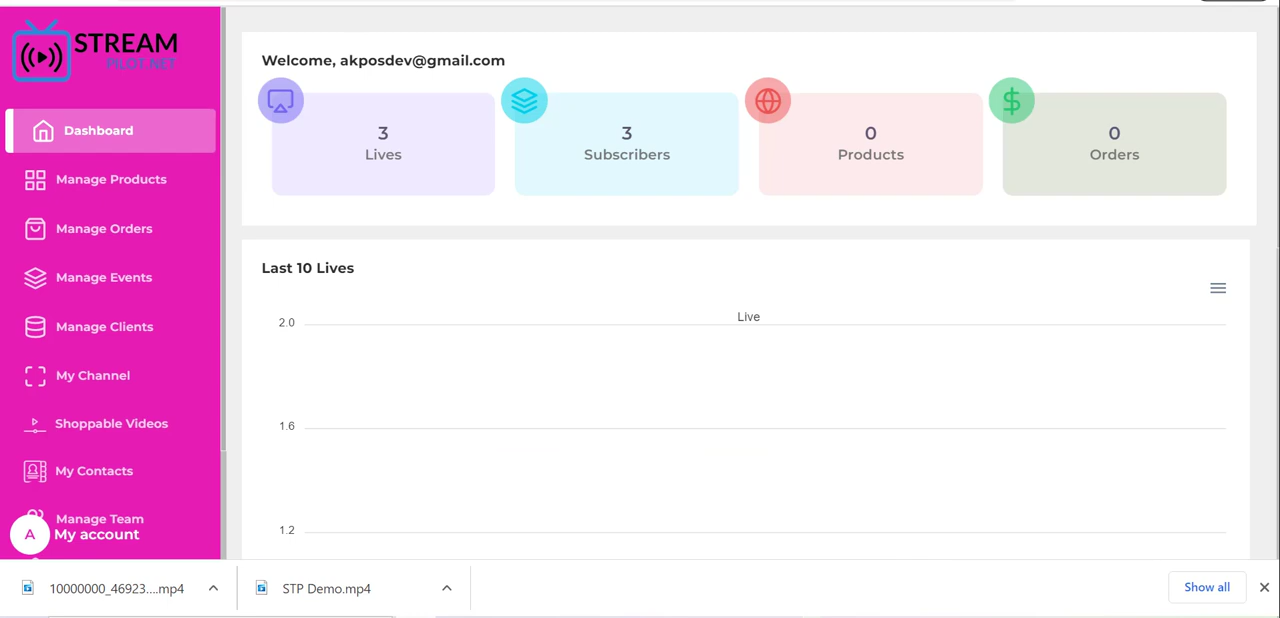 STREAM
PILOT.NET
Dashboard
Manage Products
Manage Orders
Manage Events
Manage Clients
My Channel
Shoppable Videos
My Contacts
Manage Team
A
My account
Welcome, akposdev@gmail.com
3
Lives
3
Subscribers
0
Products
$
0
Orders
Last 10 Lives
Live
2.0
1.6
1.2
10000000_46923....mp4
STP Demo.mp4
Show all